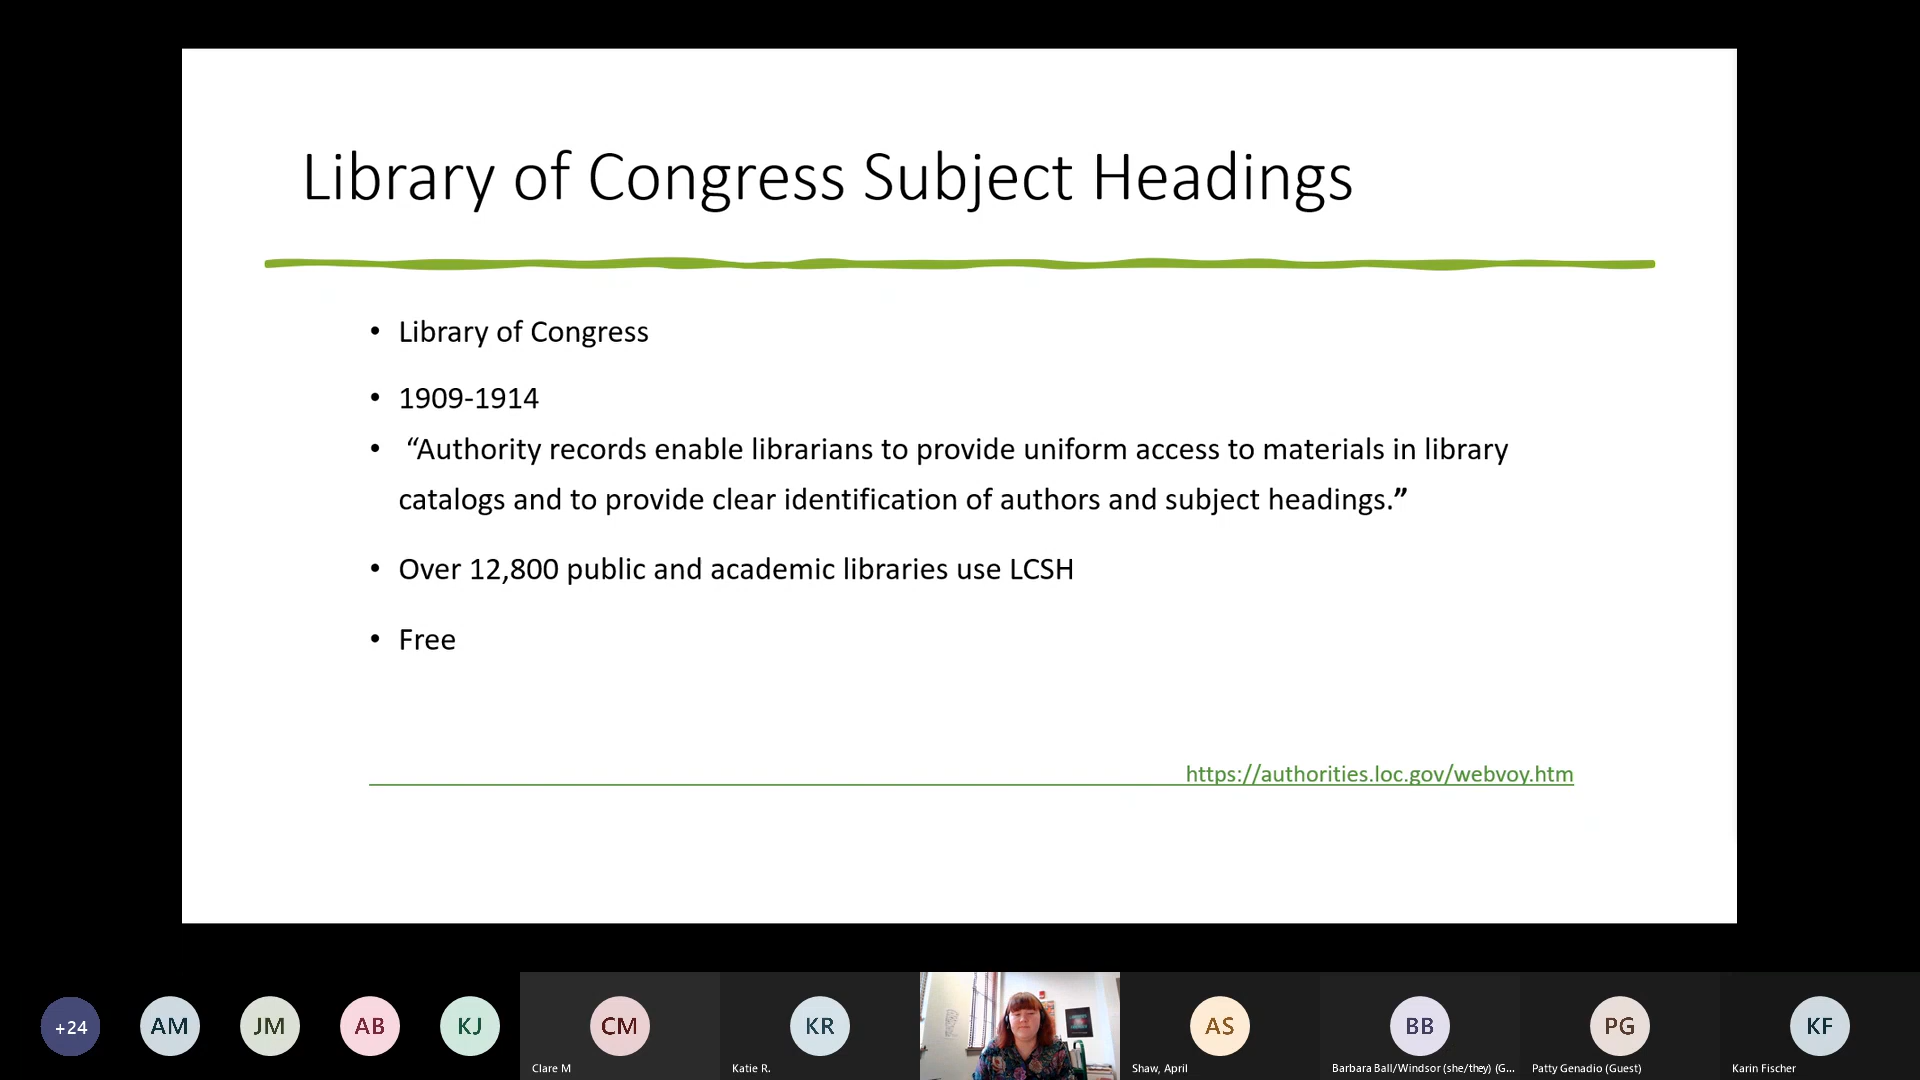 Library of Congress Subject Headings
• Library of Congress
• 1909-1914
• “Authority records enable librarians to provide uniform access to materials in library
catalogs and to provide clear identification of authors and subject headings.”
• Over 12,800 public and academic libraries use LCSH
• Free
https://authorities.loc.gov/webvoy.htm
+24
AM
JM
AB
KJ
CM
KR
AS
BB
PG
KF
Clare M
Katie R.
Shaw, April
Barbara Ball/Windsor (she/they) (G...
Patty Genadio (Guest)
Karin Fischer